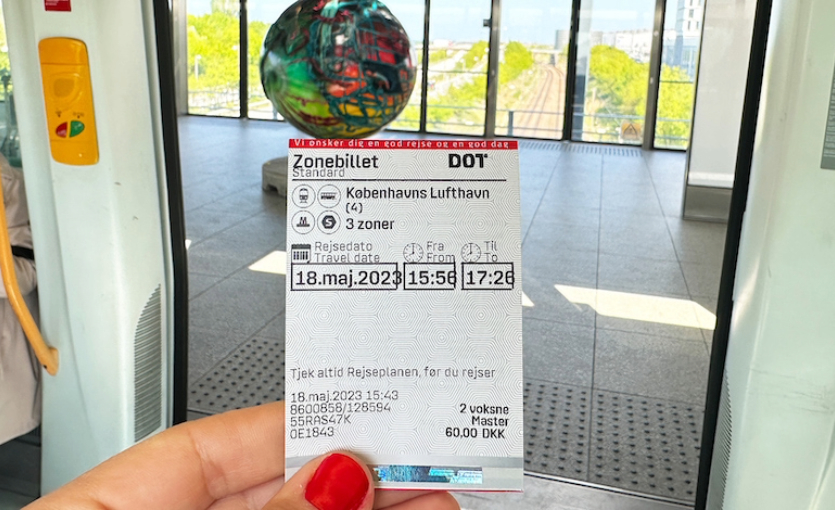 Vi ønsker dig en god rejse og en god dag
Zonebillet DOT
Standard
Københavns Lufthavn
(4)
S 3 zoner
Rejsedato Fra Til
Travel date From To
18.maj.2023 15:56 17:26
Tjek altid Rejseplanen, før du rejser
18.maj.2023 15:43
8600858/128594 2 voksne
55RAS47K Master
0E1843 60,00 DKK